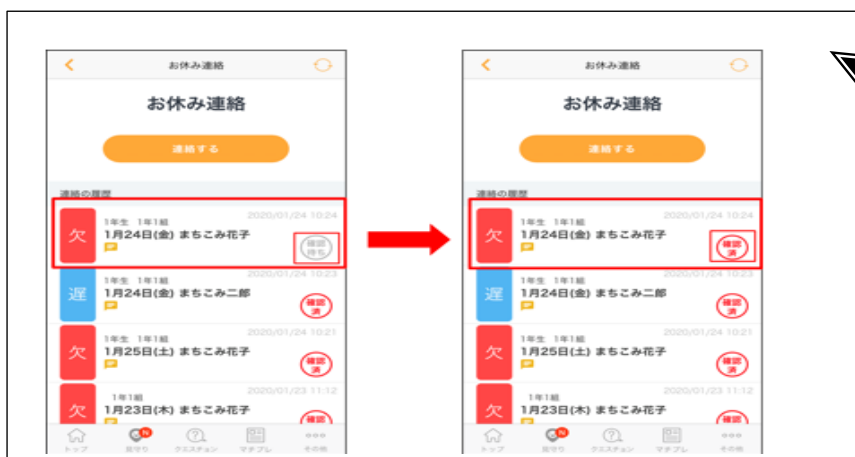 お休み連絡
お休み連絡
連絡する
連絡の履歴
2020/01/24 10:24
欠
1年生 1年1組
1月24日(金) まちこみ花子
確認
待ち
2020/01/24 10:23
遅
1年生 1年1組
1月24日(金) まちこみ二郎
確認
済
2020/01/24 10:21
欠
1年生 1年1組
1月25日(土) まちこみ花子
確認
済
2020/01/23 11:12
欠
1年1組
1月23日(木) まちこみ花子
確認
N
トップ
見守り
クエスチョン
マチプレ
その他
お休み連絡
お休み連絡
連絡する
連絡の履歴
2020/01/24 10:24
欠
1年生 1年1組
1月24日(金) まちこみ花子
確認
済
2020/01/24 10:23
遅
1年生 1年1組
1月24日(金) まちこみ二郎
確認
済
2020/01/24 10:21
欠
1年生 1年1組
1月25日(土) まちこみ花子
確認
済
2020/01/23 11:12
欠
1年1組
1月23日(木) まちこみ花子
確認
N
トップ
見守り
クエスチョン
マチプレ
その他